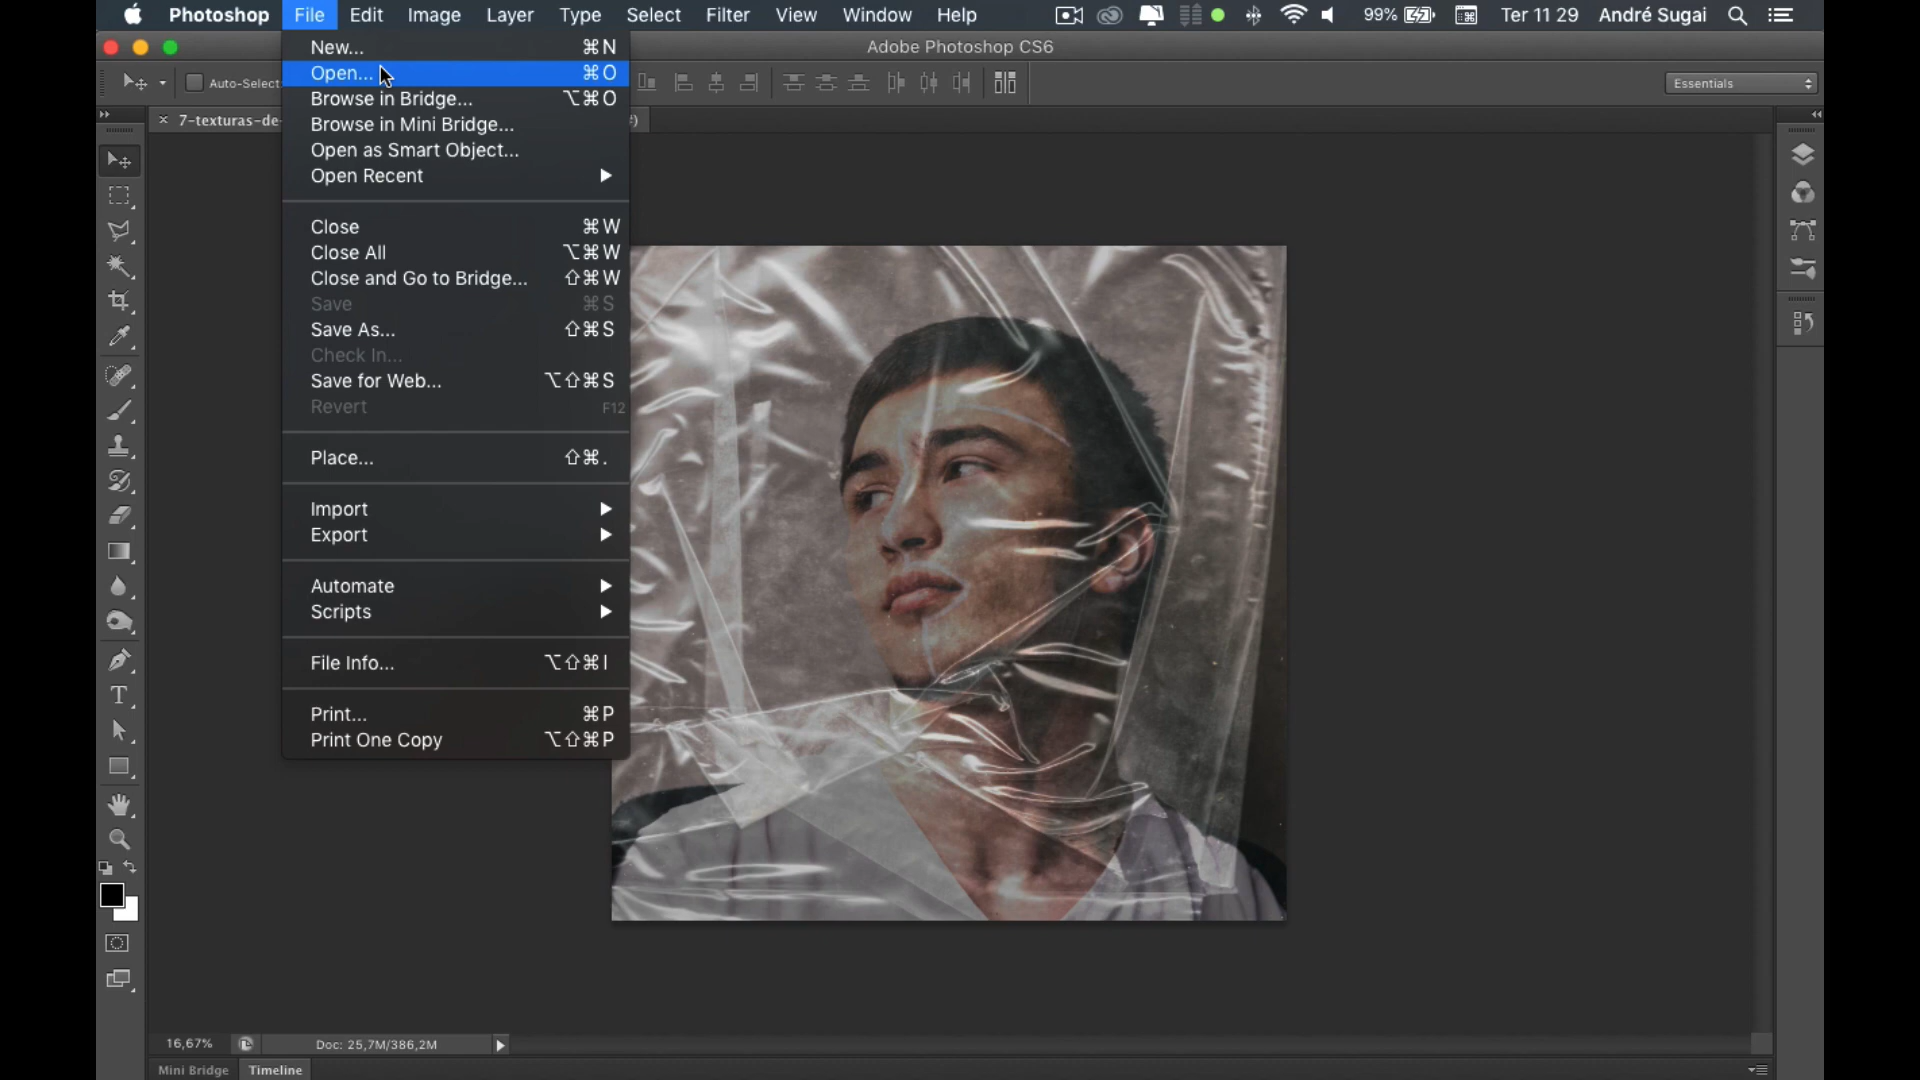 Photoshop File Edit Image Layer Type Select Filter View Window Help 99% Ter 11 29 André Sugai
Adobe Photoshop CS6
Auto-Select:
Essentials
7-texturas-de-
New... ⌘N
Open... ⌘O
Browse in Bridge... ⌥⌘O
Browse in Mini Bridge...
Open as Smart Object...
Open Recent
Close ⌘W
Close All ⌥⌘W
Close and Go to Bridge... ⇧⌘W
Save ⌘S
Save As... ⇧⌘S
Check In...
Save for Web... ⌥⇧⌘S
Revert F12
Place... ⇧⌘.
Import
Export
Automate
Scripts
File Info... ⌥⇧⌘I
Print... ⌘P
Print One Copy ⌥⇧⌘P
16,67% Doc: 25,7M/386,2M
Mini Bridge Timeline